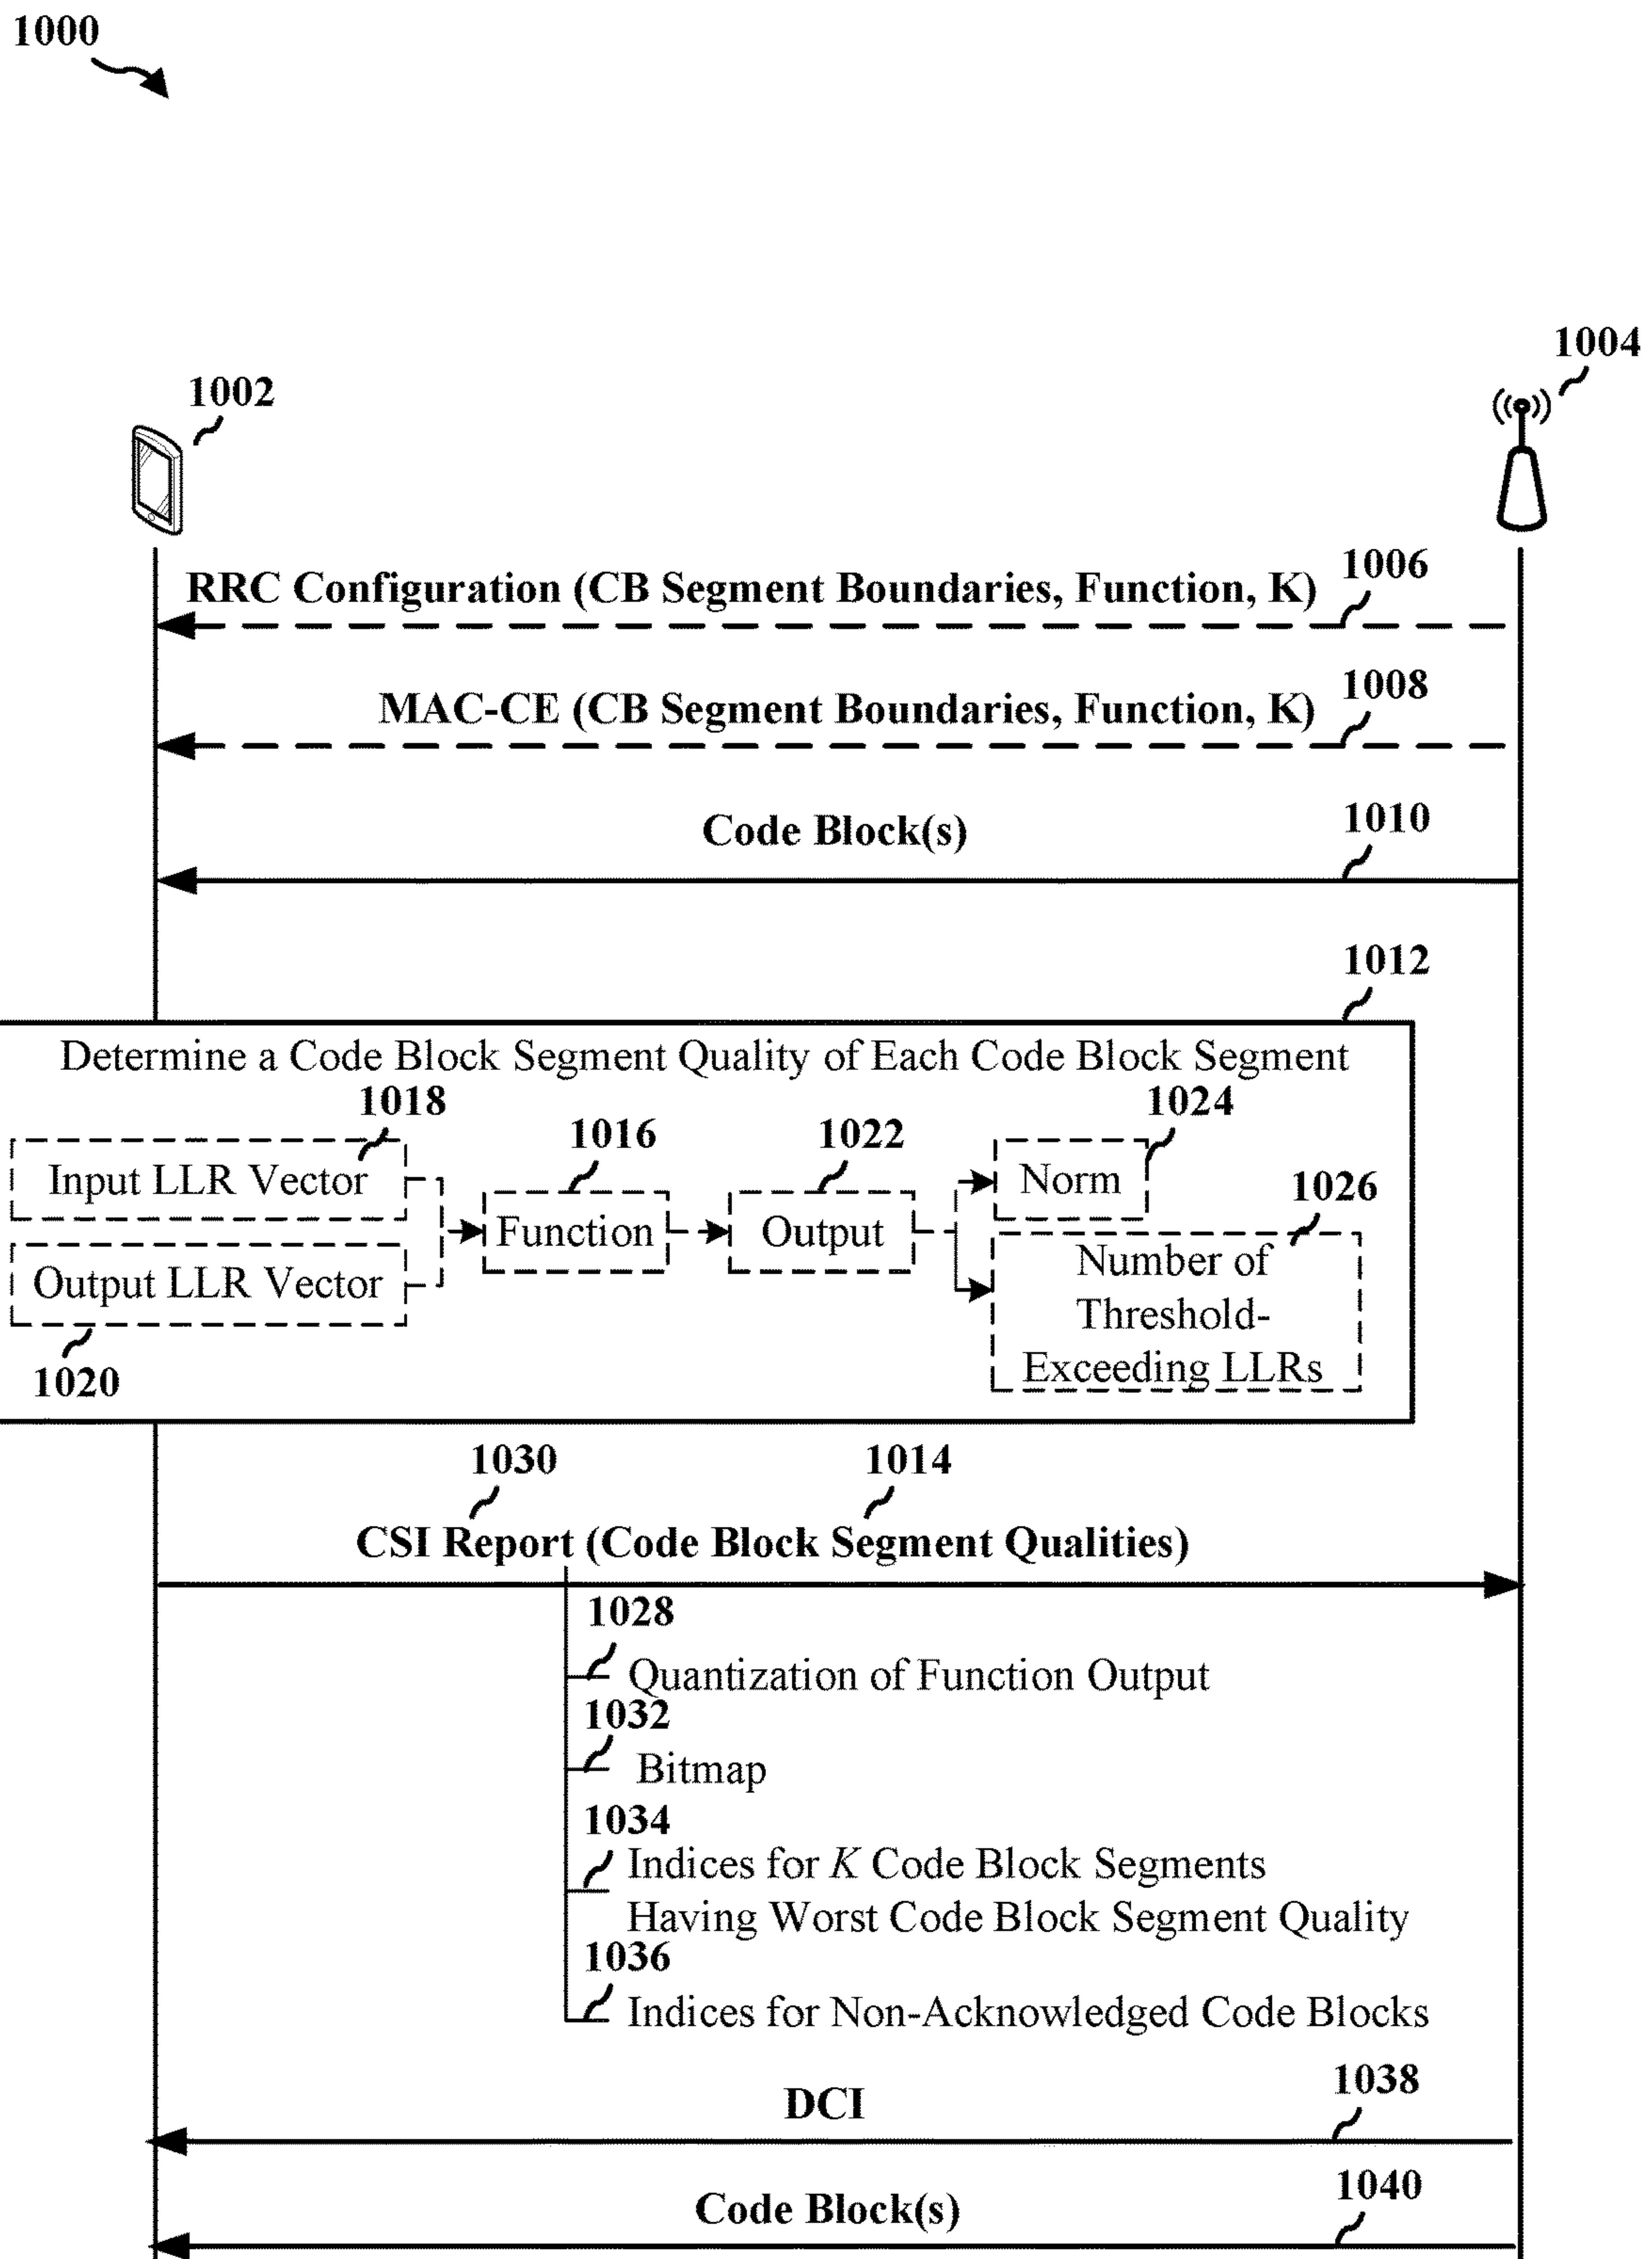 1000
1004
1002
1006
RRC Configuration (CB Segment Boundaries, Function, K)
1008
MAC-CE (CB Segment Boundaries, Function, K)
1010
Code Block(s)
1012
Determine a Code Block Segment Quality of Each Code Block Segment
1018
1016
1022
1024
Input LLR Vector
Norm
1026
Function
Output
Output LLR Vector
Number of
Threshold-
Exceeding LLRs
1020
1030
1014
CSI Report (Code Block Segment Qualities)
1028
Quantization of Function Output
1032
Bitmap
1034
Indices for K Code Block Segments
Having Worst Code Block Segment Quality
1036
Indices for Non-Acknowledged Code Blocks
1038
DCI
1040
Code Block(s)